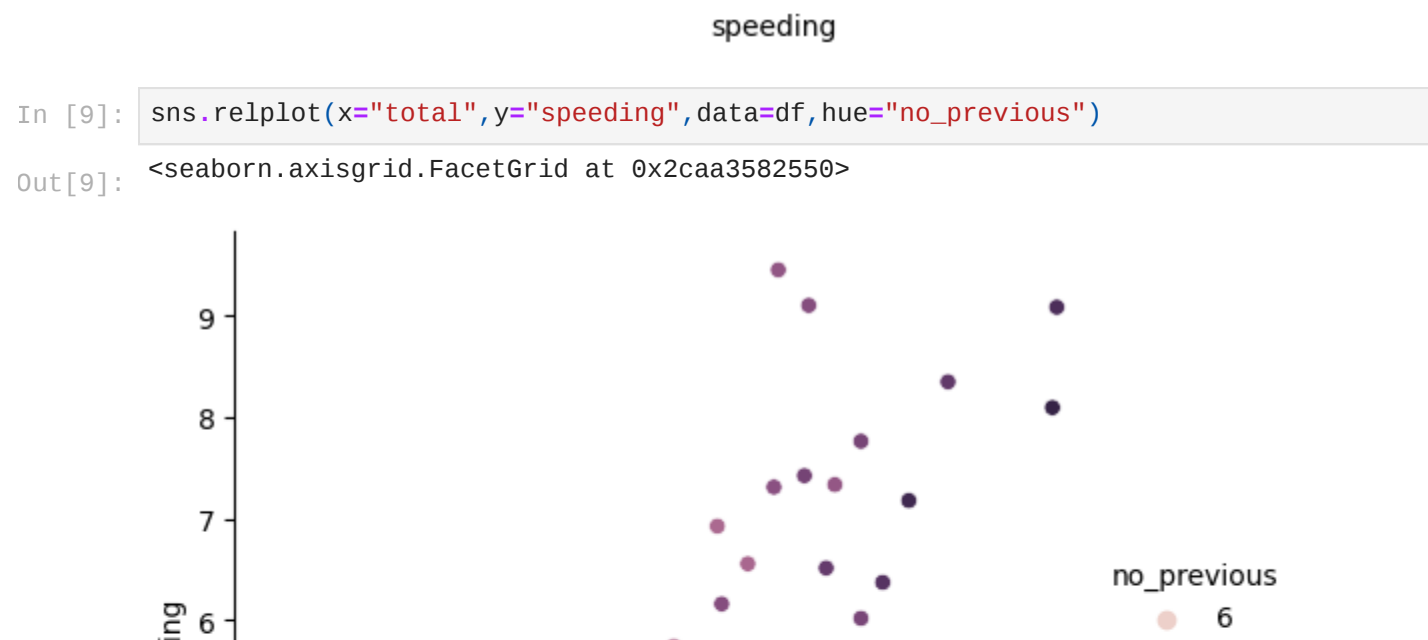 speeding
In [9]: sns.relplot(x="total",y="speeding",data=df,hue="no_previous")
Out[9]: <seaborn.axisgrid.FacetGrid at 0x2caa3582550>
9
8
7
no_previous
6
6